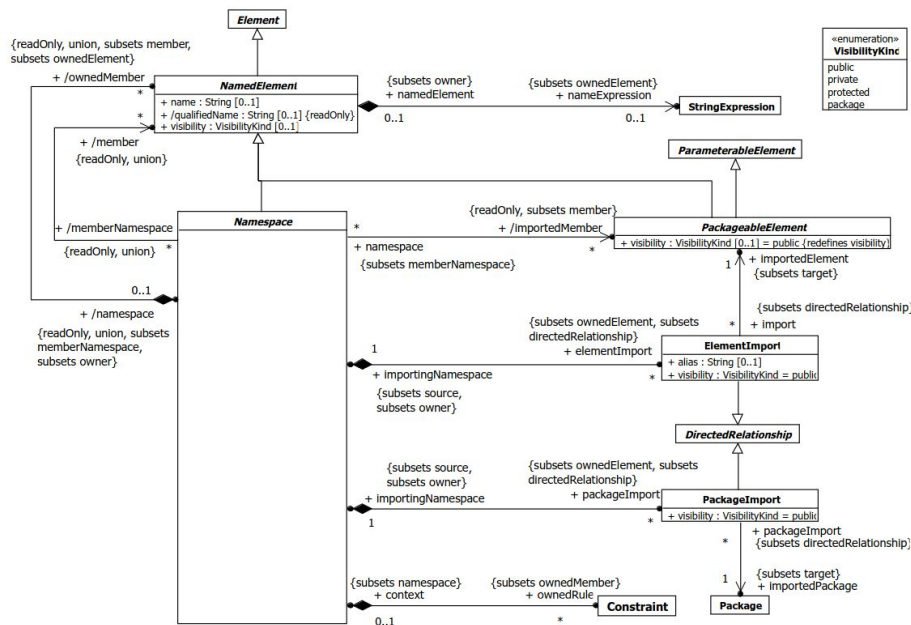 Element
«enumeration»
VisibilityKind
public
private
protected
package
{readOnly, union, subsets member,
subsets ownedElement}
+ /ownedMember
*
NamedElement
+ name : String [0..1]
+ /qualifiedName : String [0..1] {readOnly}
+ visibility : VisibilityKind [0..1]
{subsets owner}
+ namedElement
0..1
{subsets ownedElement}
+ nameExpression
0..1
StringExpression
*
+ /member
{readOnly, union}
ParameterableElement
+ /memberNamespace
{readOnly, union}
*
Namespace
*
+ namespace
{subsets memberNamespace}
{readOnly, subsets member}
+ /importedMember
*
PackageableElement
+ visibility : VisibilityKind [0..1] = public {redefines visibility}
1
+ importedElement
{subsets target}
0..1
+ /namespace
{readOnly, union, subsets
memberNamespace,
subsets owner}
{subsets directedRelationship}
*
+ import
1
+ importingNamespace
{subsets source,
subsets owner}
{subsets ownedElement, subsets
directedRelationship}
+ elementImport
*
ElementImport
+ alias : String [0..1]
+ visibility : VisibilityKind = public
DirectedRelationship
{subsets source,
subsets owner}
+ importingNamespace
1
{subsets ownedElement, subsets
directedRelationship}
+ packageImport
*
PackageImport
+ visibility : VisibilityKind = public
+ packageImport
*
{subsets directedRelationship}
{subsets namespace}
+ context
0..1
{subsets ownedMember}
+ ownedRule
*
Constraint
1
{subsets target}
+ importedPackage
Package